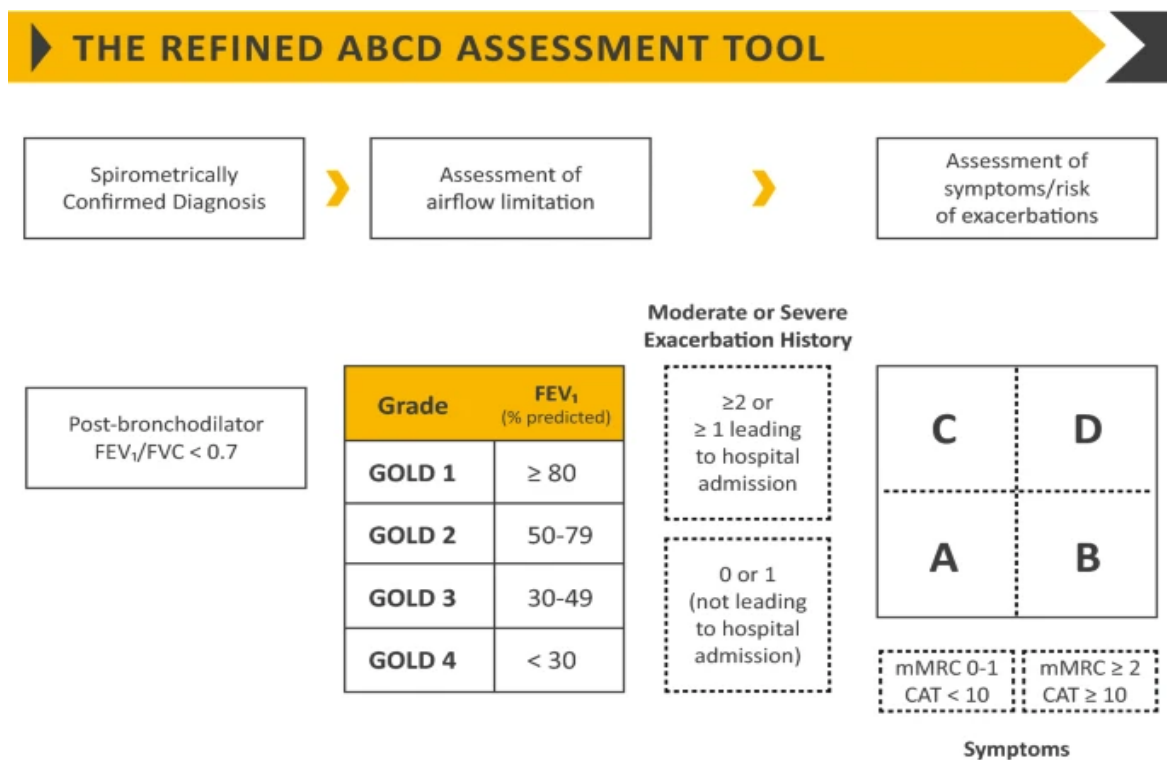 THE REFINED ABCD ASSESSMENT TOOL
Spirometrically
Confirmed Diagnosis
Assessment of
airflow limitation
Assessment of
symptoms/risk
of exacerbations
Post-bronchodilator
FEV₁/FVC < 0.7
Grade
FEV₁
(% predicted)
GOLD 1
≥ 80
GOLD 2
50-79
GOLD 3
30-49
GOLD 4
< 30
Moderate or Severe
Exacerbation History
≥2 or
≥ 1 leading
to hospital
admission
0 or 1
(not leading
to hospital
admission)
C
D
A
B
mMRC 0-1
CAT < 10
mMRC ≥ 2
CAT ≥ 10
Symptoms